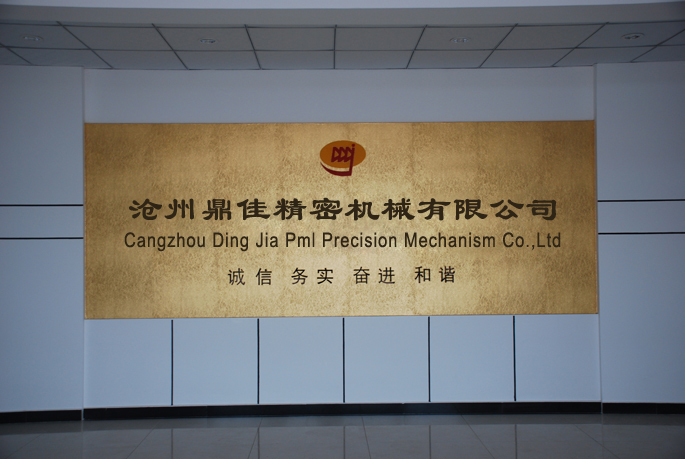 沧州鼎佳精密机械有限公司
Cangzhou Ding Jia Pml Precision Mechanism Co.,Ltd
诚信 务实 奋进 和谐